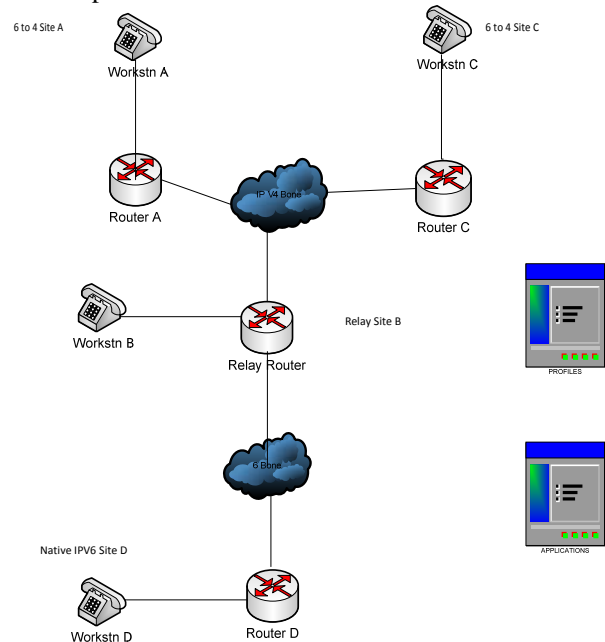 6 to 4 Site A
6 to 4 Site C
Workstn A
Workstn C
IP V4 Bone
Router A
Router C
Relay Site B
Workstn B
Relay Router
PROFILES
6 Bone
Native IPV6 Site D
APPLICATIONS
Workstn D
Router D